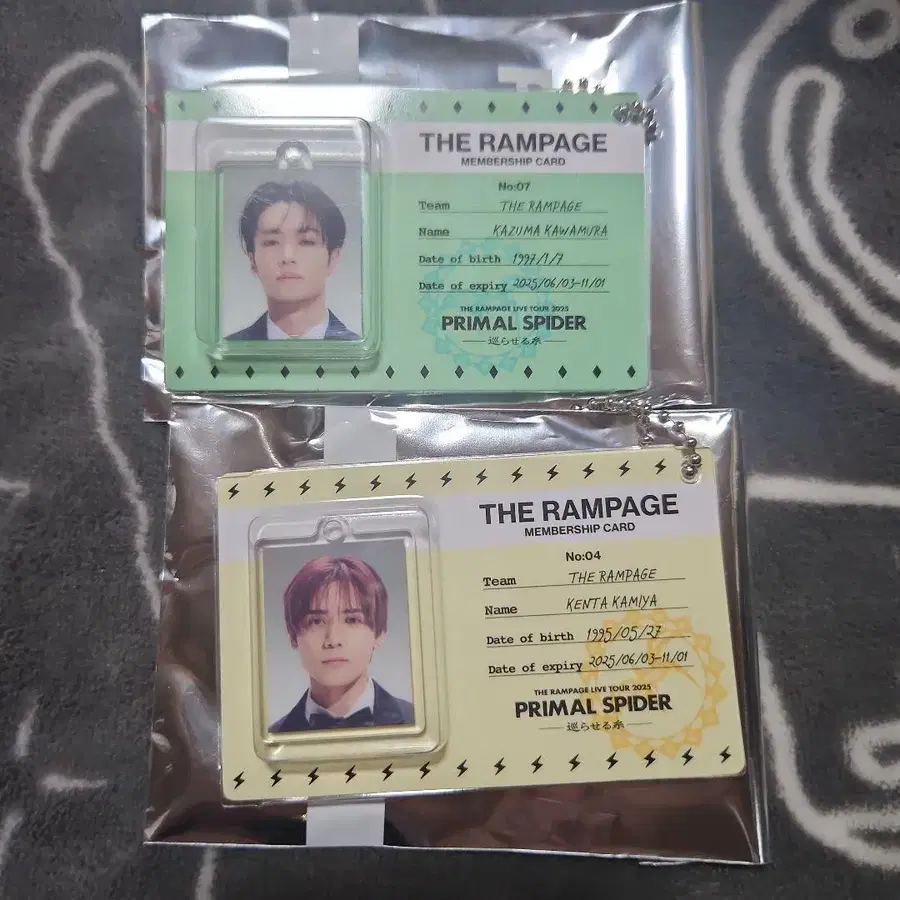 THE RAMPAGE
MEMBERSHIP CARD
No:07
Team THE RAMPAGE
Name KAZUMA KAWAMURA
Date of birth 1997/1/7
Date of expiry 2025/06/03-11/01
THE RAMPAGE LIVE TOUR 2025
PRIMAL SPIDER
巡らせる糸
THE RAMPAGE
MEMBERSHIP CARD
No:04
Team THE RAMPAGE
Name KENTA KAMIYA
Date of birth 1995/05/27
Date of expiry 2025/06/03-11/01
THE RAMPAGE LIVE TOUR 2025
PRIMAL SPIDER
巡らせる糸